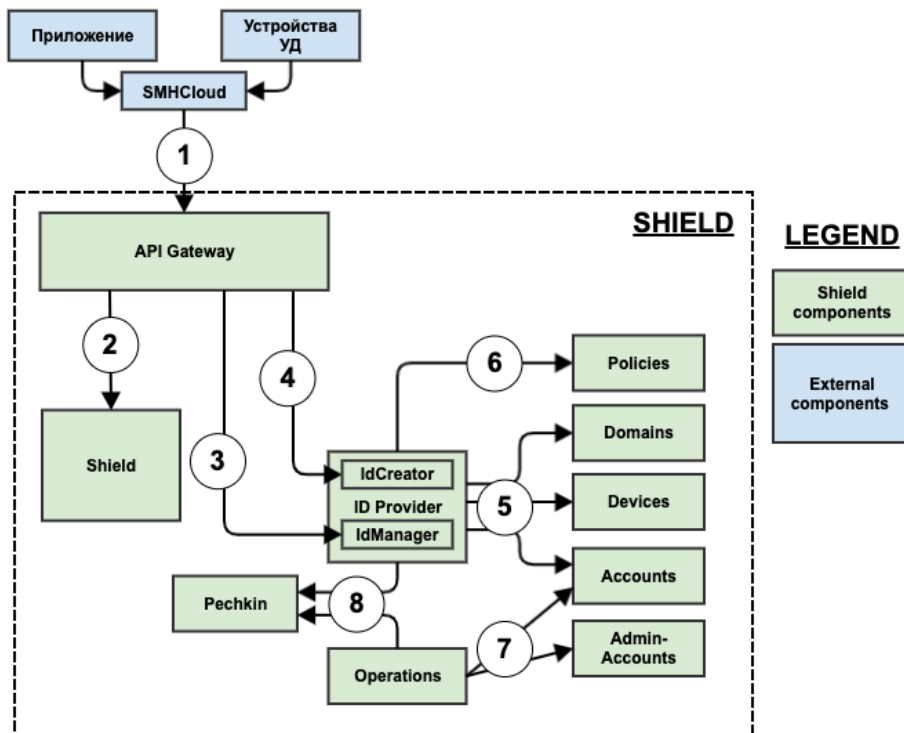 Приложение
Устройства
УД
SMHCloud
1
SHIELD
API Gateway
LEGEND
Shield
components
External
components
2
4
6
Policies
Domains
Shield
3
IdCreator
ID Provider
IdManager
5
Devices
Accounts
Pechkin
8
7
Operations
Admin-
Accounts